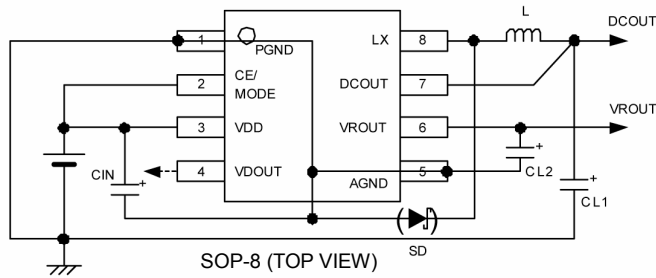 L
DCOUT
1
PGND
LX
8
2
CE/
MODE
DCOUT
7
VROUT
3
VDD
VROUT
6
+
CIN
+
4
VDOUT
AGND
5
CL2
+
CL1
( )
SD
SOP-8 (TOP VIEW)